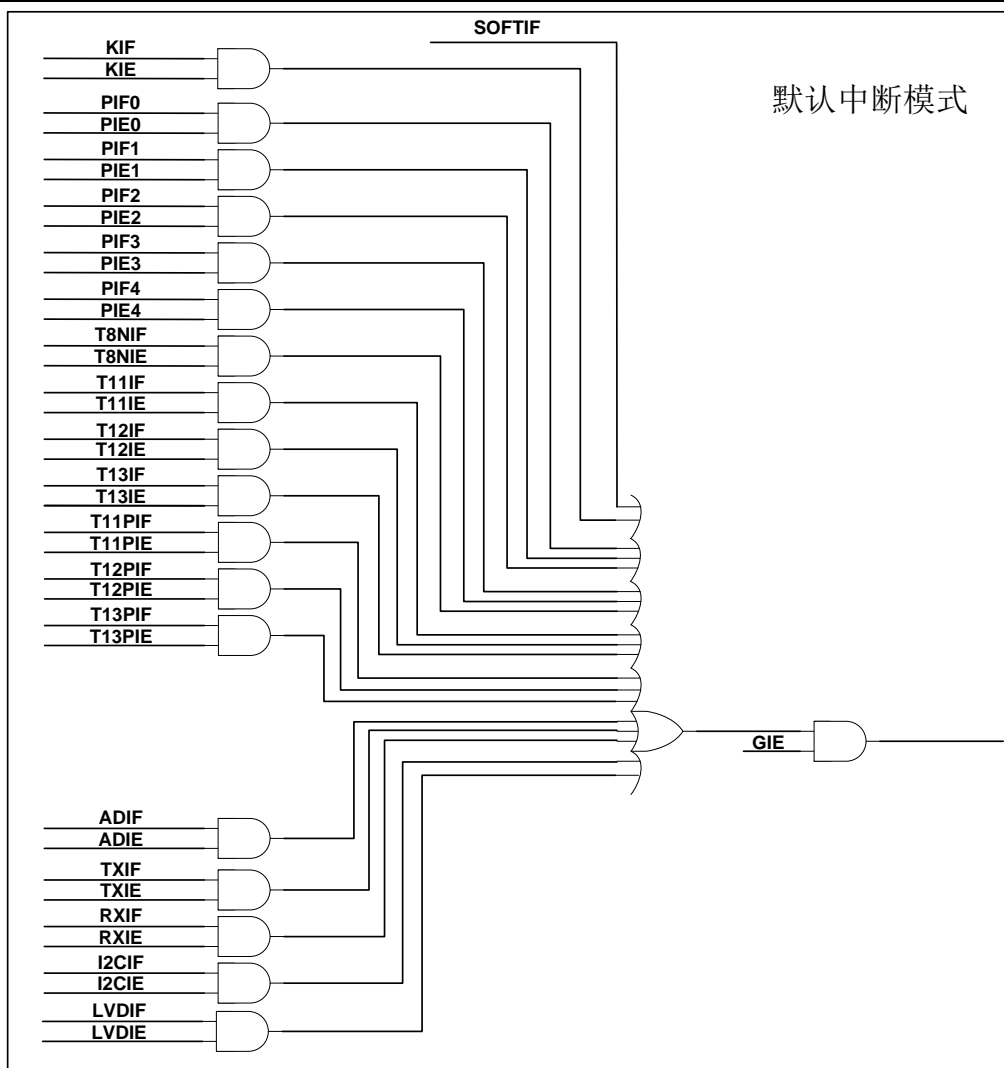 SOFTIF
KIF
KIE
默认中断模式
PIF0
PIE0
PIF1
PIE1
PIF2
PIE2
PIF3
PIE3
PIF4
PIE4
T8NIF
T8NIE
T11IF
T11IE
T12IF
T12IE
T13IF
T13IE
T11PIF
T11PIE
T12PIF
T12PIE
T13PIF
T13PIE
GIE
ADIF
ADIE
TXIF
TXIE
RXIF
RXIE
I2CIF
I2CIE
LVDIF
LVDIE